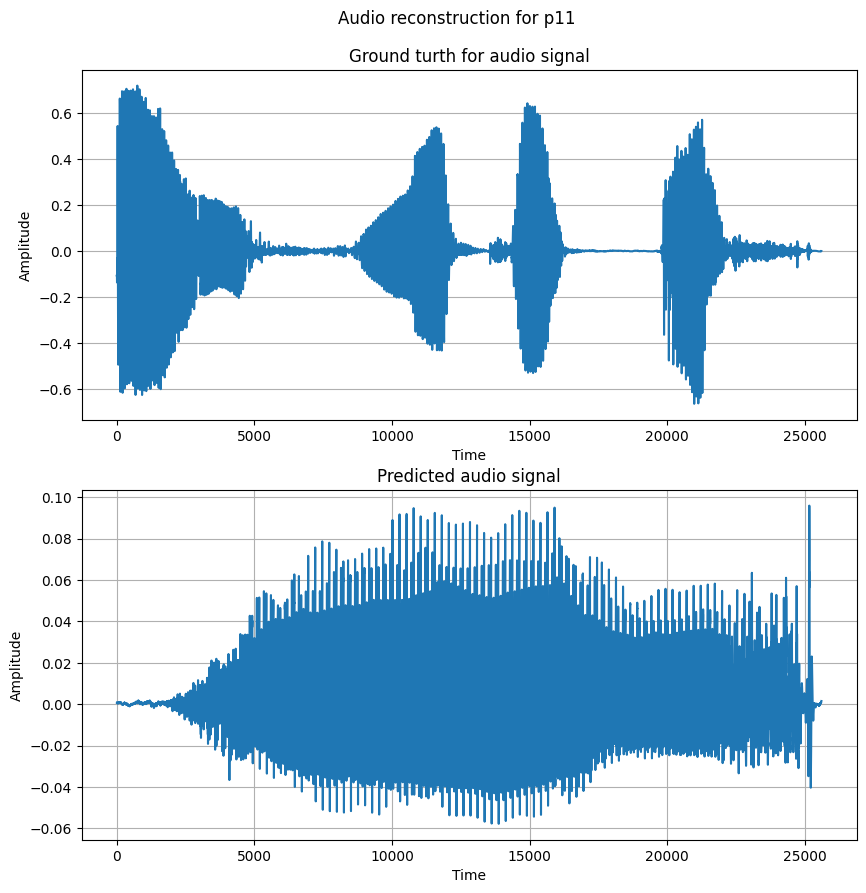 Audio reconstruction for p11
Ground turth for audio signal
Amplitude
0.6
0.4
0.2
0.0
−0.2
−0.4
−0.6
0 5000 10000 15000 20000 25000
Time
Predicted audio signal
Amplitude
0.10
0.08
0.06
0.04
0.02
0.00
−0.02
−0.04
−0.06
0 5000 10000 15000 20000 25000
Time